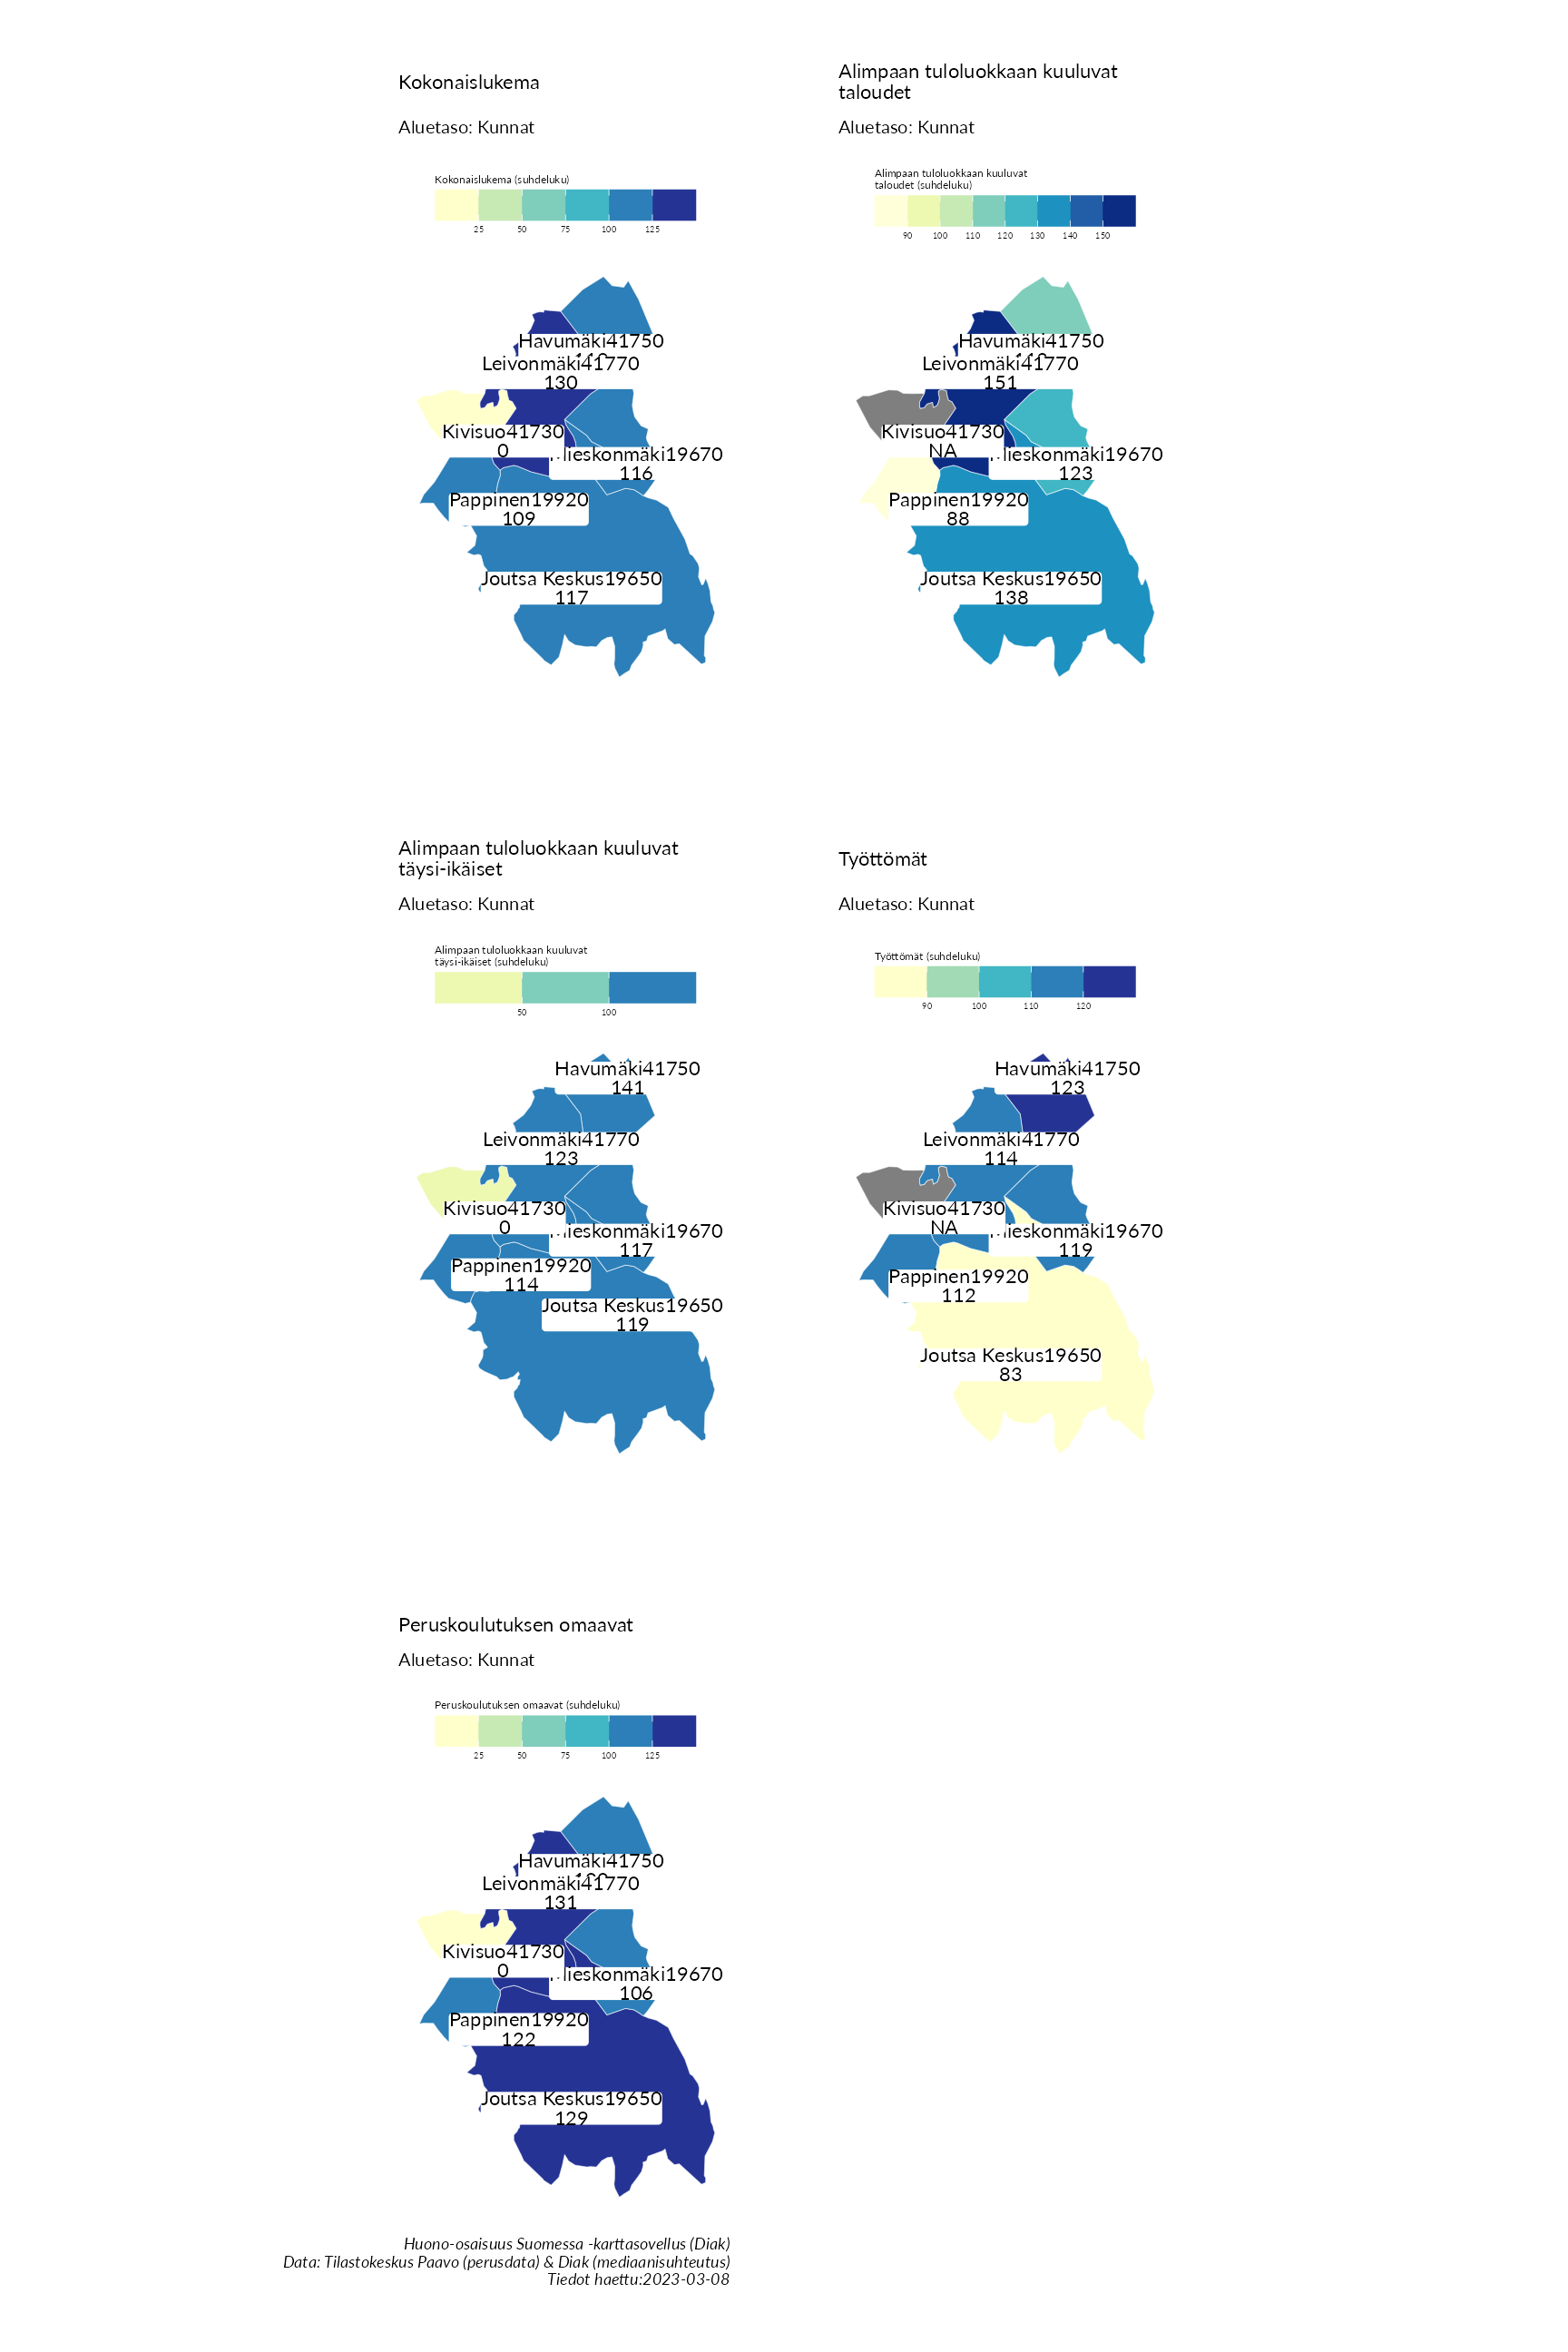 Kokonaislukema
Aluetaso: Kunnat
Kokonaislukema (suhdeluku)
25 50 75 100 125
Havumäki41750
Leivonmäki41770
130
Kivisuo41730
0
Mieskonmäki19670
116
Pappinen19920
109
Joutsa Keskus19650
117
Alimpaan tuloluokkaan kuuluvat
taloudet
Aluetaso: Kunnat
Alimpaan tuloluokkaan kuuluvat
taloudet (suhdeluku)
90 100 110 120 130 140 150
Havumäki41750
Leivonmäki41770
151
Kivisuo41730
NA
Mieskonmäki19670
123
Pappinen19920
88
Joutsa Keskus19650
138
Alimpaan tuloluokkaan kuuluvat
täysi-ikäiset
Aluetaso: Kunnat
Alimpaan tuloluokkaan kuuluvat
täysi-ikäiset (suhdeluku)
50 100
Havumäki41750
141
Leivonmäki41770
123
Kivisuo41730
0
Mieskonmäki19670
117
Pappinen19920
114
Joutsa Keskus19650
119
Työttömät
Aluetaso: Kunnat
Työttömät (suhdeluku)
90 100 110 120
Havumäki41750
123
Leivonmäki41770
114
Kivisuo41730
NA
Mieskonmäki19670
119
Pappinen19920
112
Joutsa Keskus19650
83
Peruskoulutuksen omaavat
Aluetaso: Kunnat
Peruskoulutuksen omaavat (suhdeluku)
25 50 75 100 125
Havumäki41750
Leivonmäki41770
131
Kivisuo41730
0
Mieskonmäki19670
106
Pappinen19920
122
Joutsa Keskus19650
129
Huono-osaisuus Suomessa -karttasovellus (Diak)
Data: Tilastokeskus Paavo (perusdata) & Diak (mediaanisuhteutus)
Tiedot haettu:2023-03-08